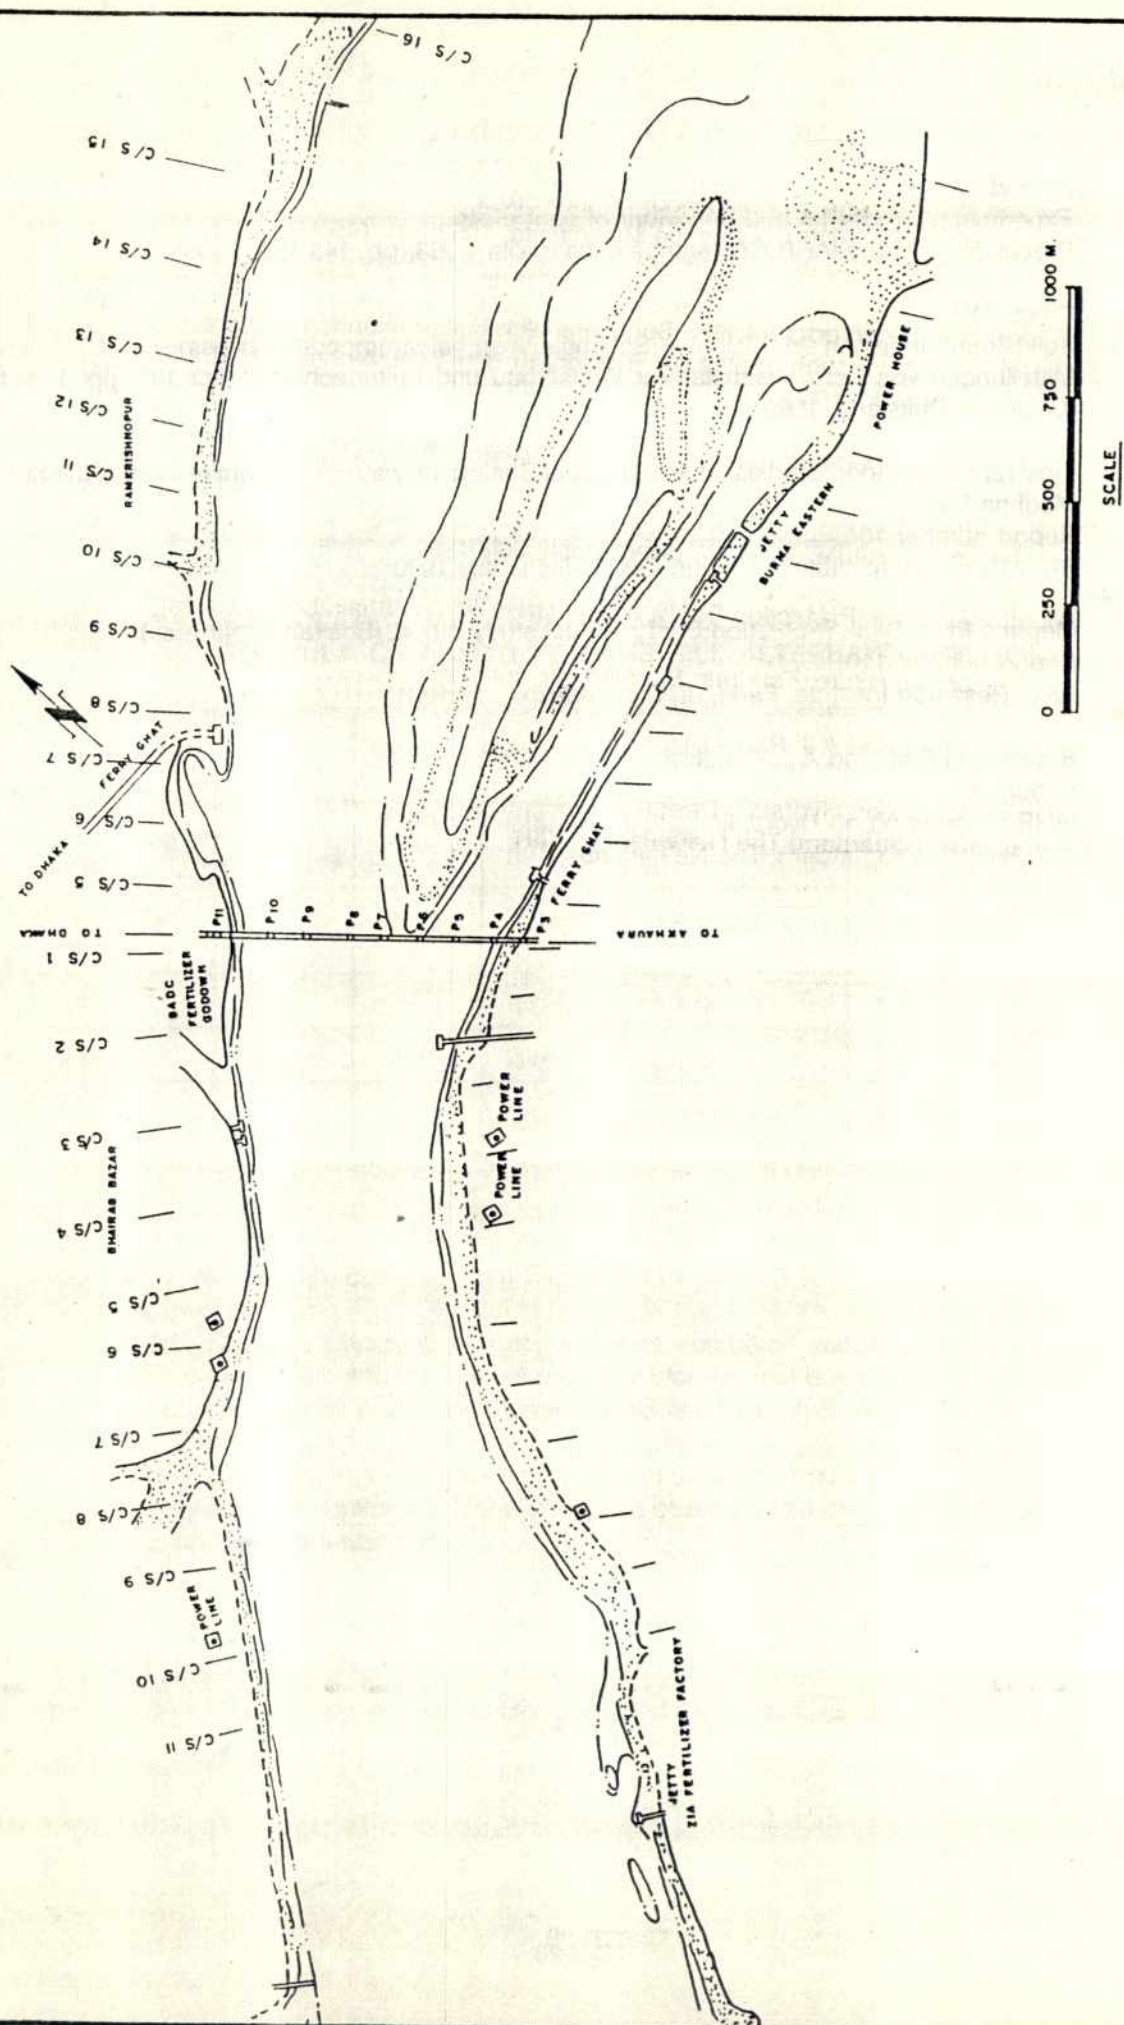 C/S 16
C/S 15
C/S 14
C/S 13
C/S 12
C/S 11
C/S 10
C/S 9
C/S 8
C/S 7
C/S 6
C/S 5
RAMKRISHNOPUR
FERRY GHAT
TO DHAKA
TO DHAKA
P11
P10
P9
P8
P7
P6
P5
P4
P3
TO AKHAURA
FERRY GHAT
JETTY
BURMA EASTERN
POWER HOUSE
0 250 500 750 1000 M.
SCALE
C/S 1
BADC
FERTILIZER
GODOWN
C/S 2
C/S 3
BHAIRAB BAZAR
C/S 4
C/S 5
C/S 6
C/S 7
C/S 8
C/S 9
POWER
LINE
C/S 10
C/S 11
POWER
LINE
POWER
LINE
JETTY
ZIA FERTILIZER FACTORY